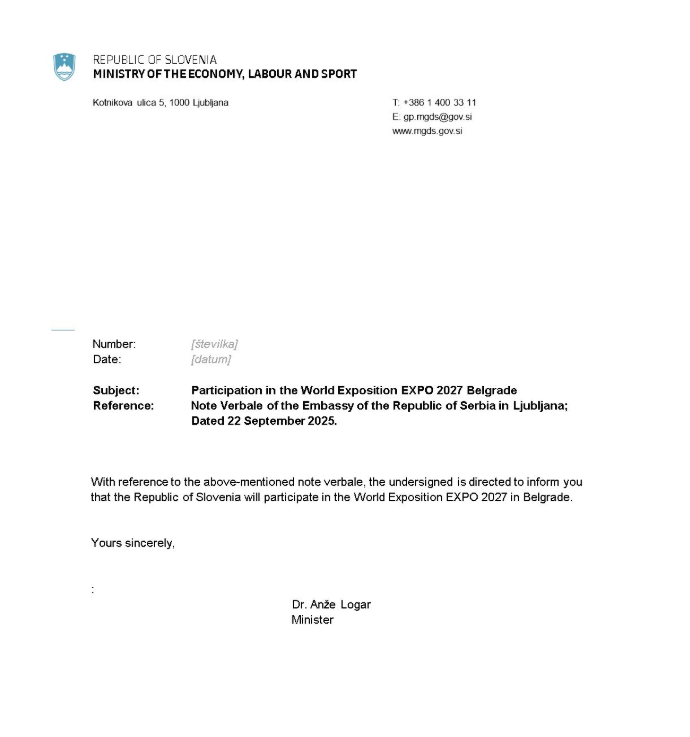 REPUBLIC OF SLOVENIA
MINISTRY OF THE ECONOMY, LABOUR AND SPORT
Kotnikova ulica 5, 1000 Ljubljana
T: +386 1 400 33 11
E: gp.mgds@gov.si
www.mgds.gov.si
Number: [številka]
Date: [datum]
Subject: Participation in the World Exposition EXPO 2027 Belgrade
Reference: Note Verbale of the Embassy of the Republic of Serbia in Ljubljana;
Dated 22 September 2025.
With reference to the above-mentioned note verbale, the undersigned is directed to inform you
that the Republic of Slovenia will participate in the World Exposition EXPO 2027 in Belgrade.
Yours sincerely,
:
Dr. Anže Logar
Minister